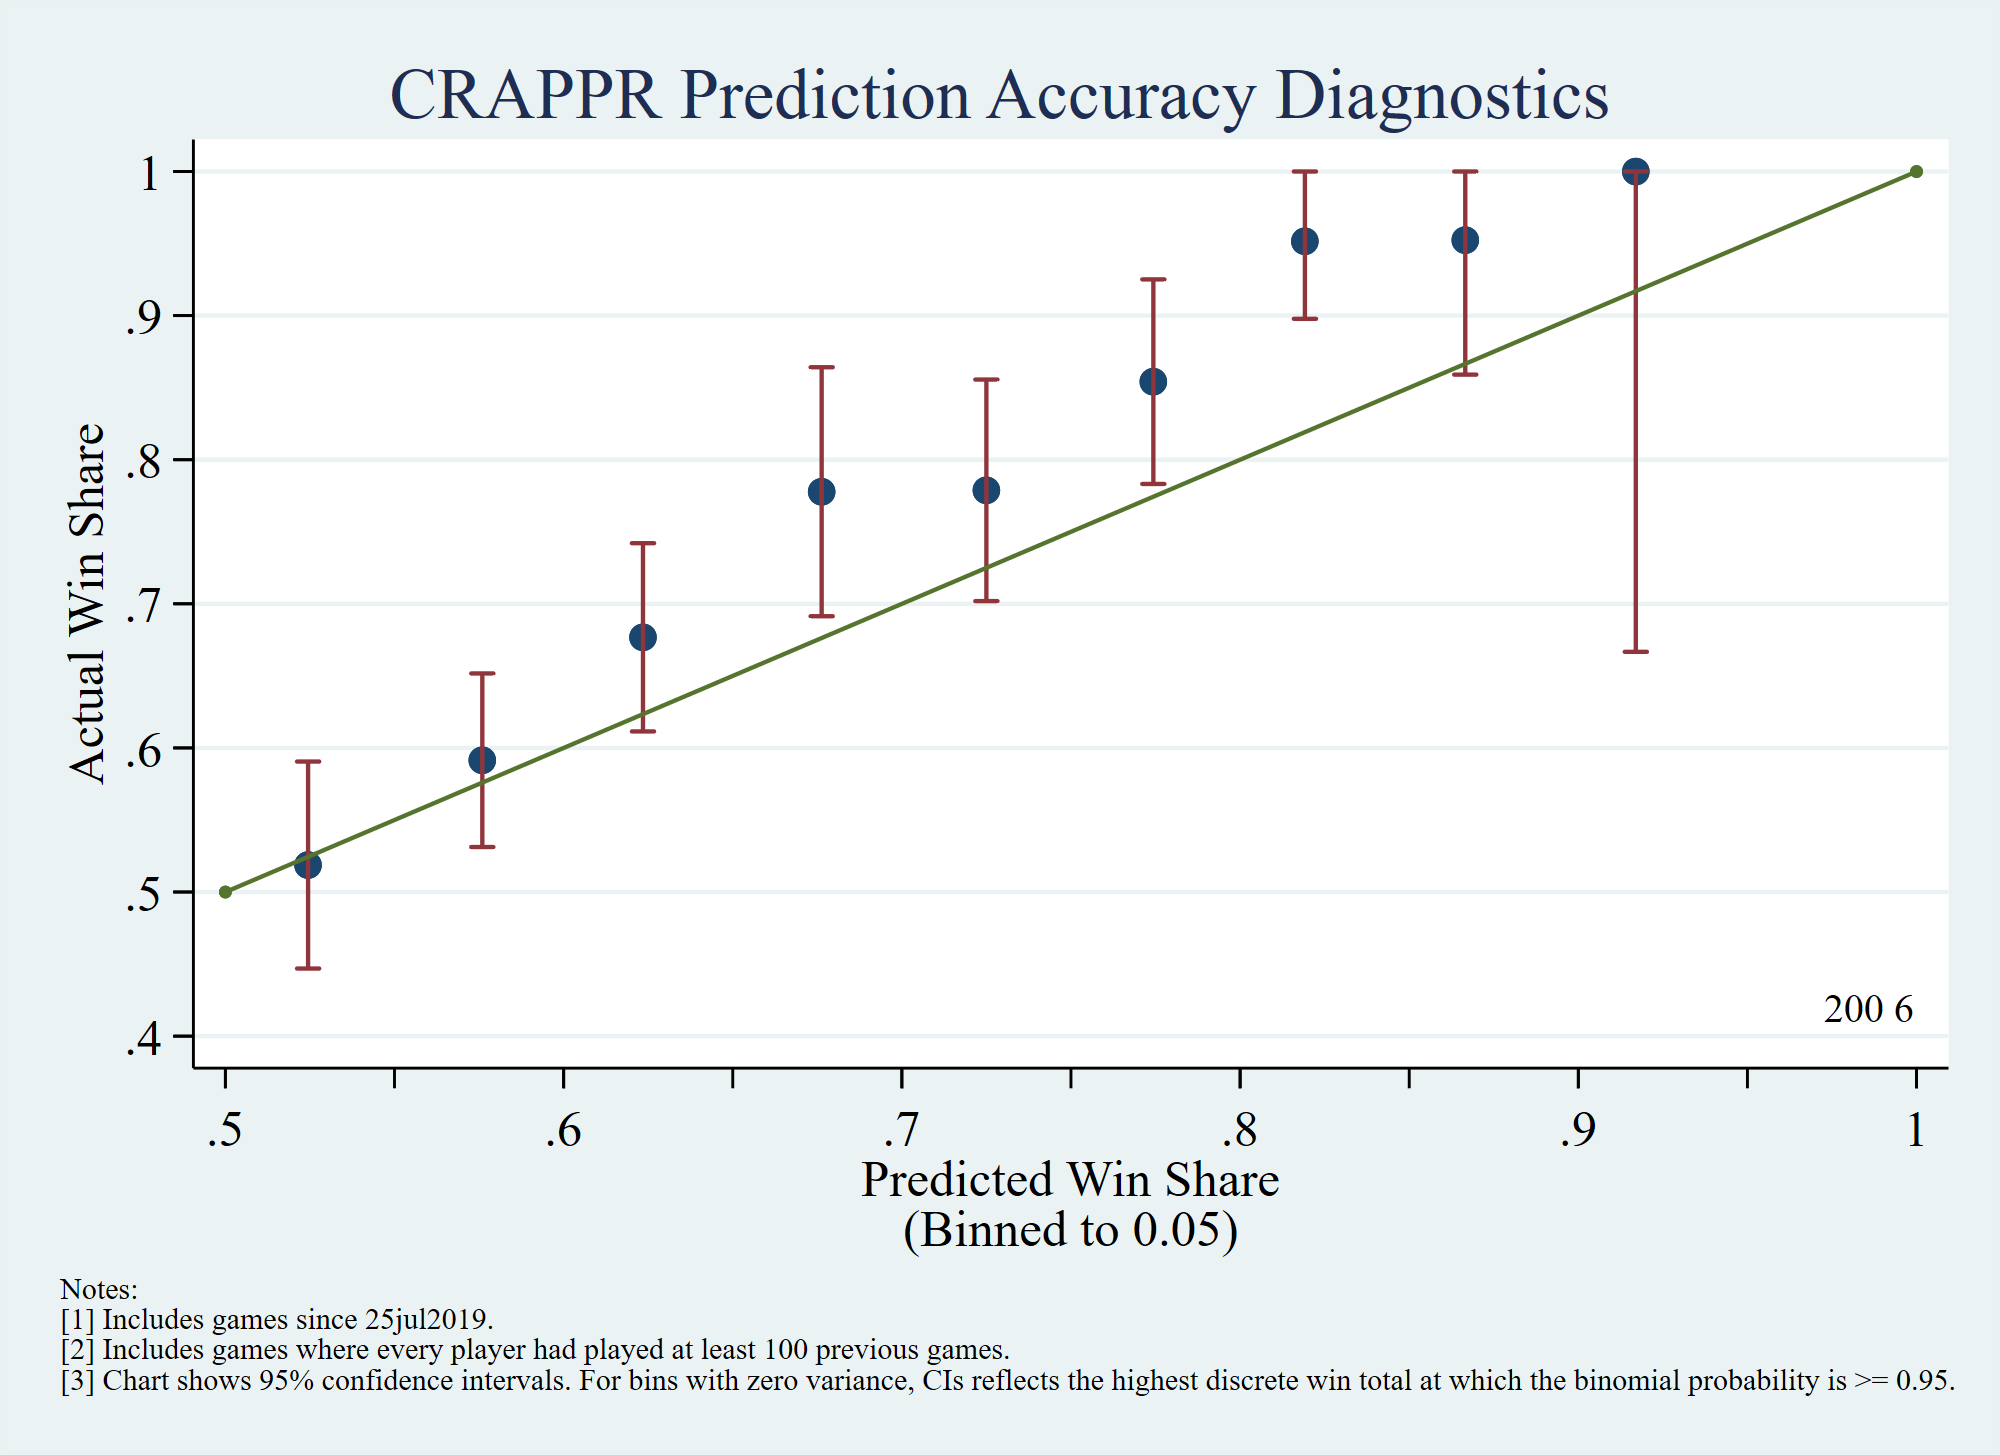 CRAPPR Prediction Accuracy Diagnostics
Actual Win Share
1
.9
.8
.7
.6
.5
.4
200 6
.5 .6 .7 .8 .9 1
Predicted Win Share
(Binned to 0.05)
Notes:
[1] Includes games since 25jul2019.
[2] Includes games where every player had played at least 100 previous games.
[3] Chart shows 95% confidence intervals. For bins with zero variance, CIs reflects the highest discrete win total at which the binomial probability is >= 0.95.